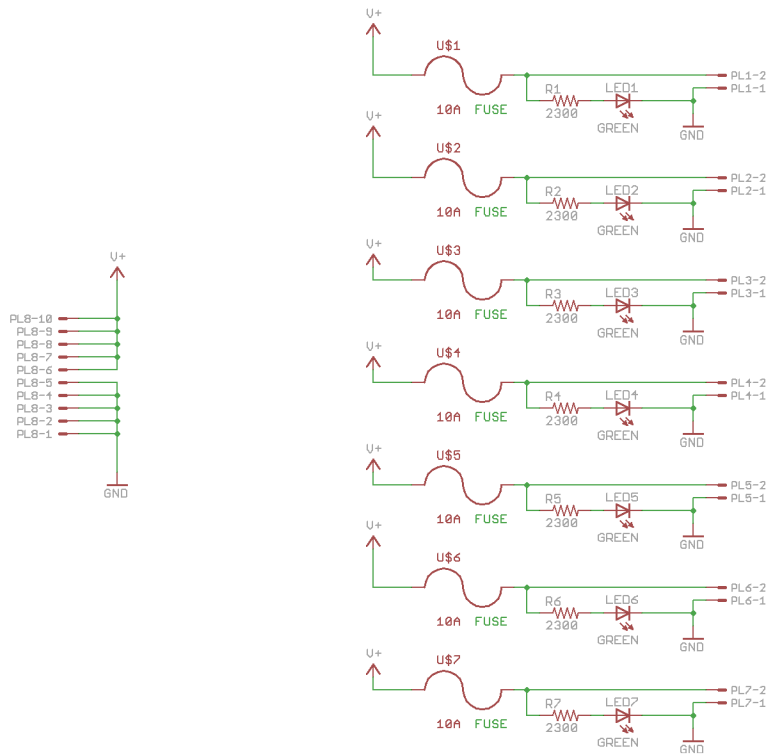 V+
U$1
PL1-2
R1 LED1 PL1-1
10A FUSE 2300
GREEN GND
V+
U$2
PL2-2
R2 LED2 PL2-1
10A FUSE 2300
GREEN GND
V+
U$3
PL3-2
R3 LED3 PL3-1
10A FUSE 2300
GREEN GND
V+
U$4
PL4-2
R4 LED4 PL4-1
10A FUSE 2300
GREEN GND
V+
U$5
PL5-2
R5 LED5 PL5-1
10A FUSE 2300
GREEN GND
V+
U$6
PL6-2
R6 LED6 PL6-1
10A FUSE 2300
GREEN GND
V+
U$7
PL7-2
R7 LED7 PL7-1
10A FUSE 2300
GREEN GND
V+
PL8-10
PL8-9
PL8-8
PL8-7
PL8-6
PL8-5
PL8-4
PL8-3
PL8-2
PL8-1
GND